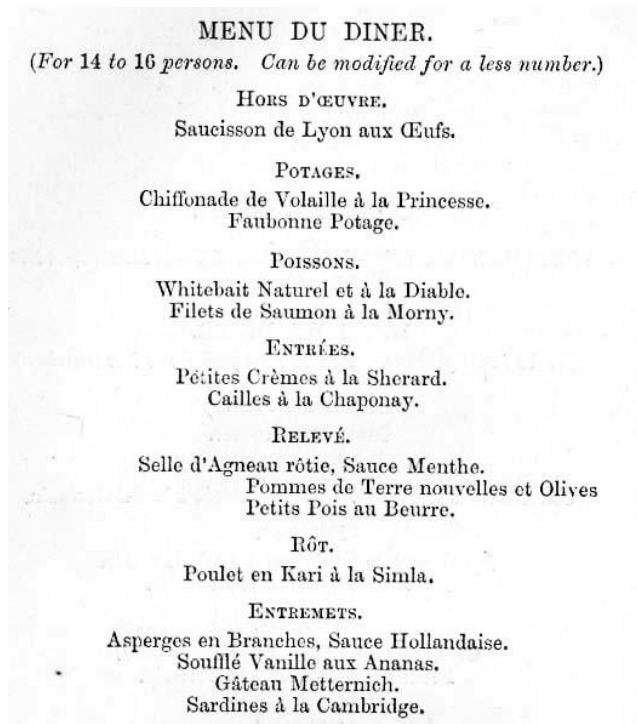 MENU DU DINER.
(For 14 to 16 persons. Can be modified for a less number.)
HORS D'ŒUVRE.
Saucisson de Lyon aux Œufs.
POTAGES.
Chiffonade de Volaille à la Princesse.
Faubonne Potage.
POISSONS.
Whitebait Naturel et à la Diable.
Filets de Saumon à la Morny.
ENTRÉES.
Pétites Crèmes à la Sherard.
Cailles à la Chaponay.
RELEVÉ.
Selle d'Agneau rôtie, Sauce Menthe.
Pommes de Terre nouvelles et Olives
Petits Pois au Beurre.
RÔT.
Poulet en Kari à la Simla.
ENTREMETS.
Asperges en Branches, Sauce Hollandaise.
Soufflé Vanille aux Ananas.
Gâteau Metternich.
Sardines à la Cambridge.